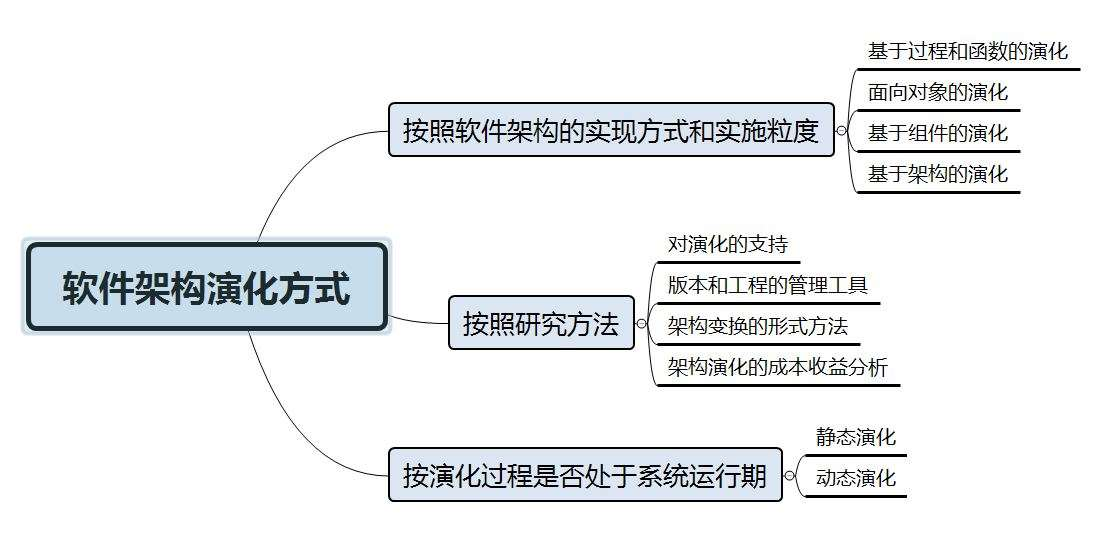 软件架构演化方式
按照软件架构的实现方式和实施粒度
基于过程和函数的演化
面向对象的演化
基于组件的演化
基于架构的演化
按照研究方法
对演化的支持
版本和工程的管理工具
架构变换的形式方法
架构演化的成本收益分析
按演化过程是否处于系统运行期
静态演化
动态演化